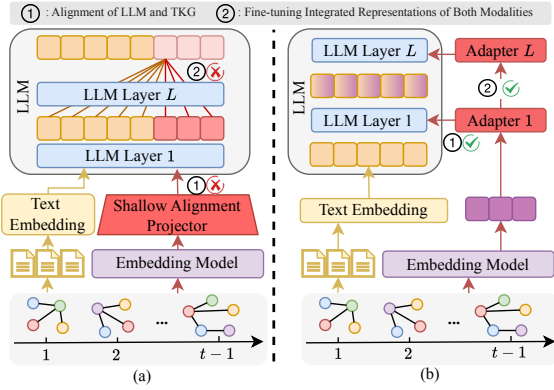 ① : Alignment of LLM and TKG ② : Fine-tuning Integrated Representations of Both Modalities
LLM
②
LLM Layer L
LLM Layer 1
①
Text
Embedding
Shallow Alignment
Projector
Embedding Model
...
1
2
t − 1
(a)
LLM
LLM Layer L
Adapter L
②
LLM Layer 1
Adapter 1
①
Text Embedding
Embedding Model
...
1
2
t − 1
(b)